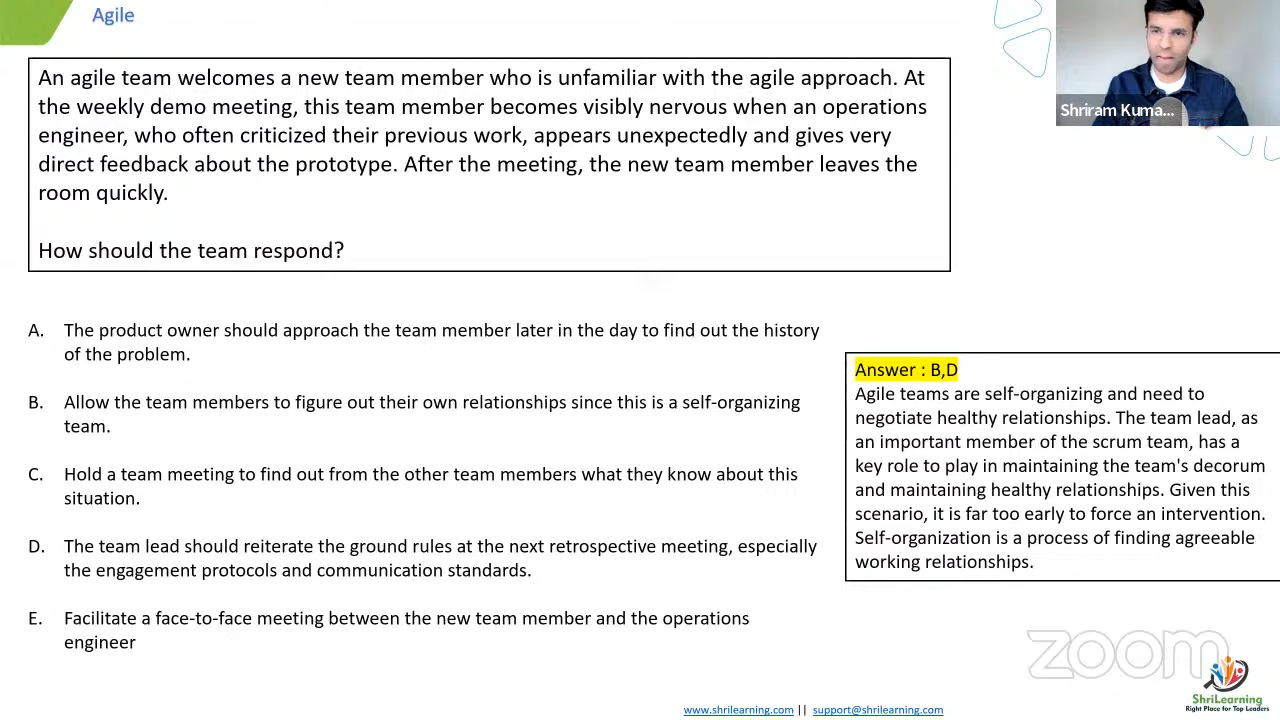 Agile
An agile team welcomes a new team member who is unfamiliar with the agile approach. At
the weekly demo meeting, this team member becomes visibly nervous when an operations
engineer, who often criticized their previous work, appears unexpectedly and gives very
direct feedback about the prototype. After the meeting, the new team member leaves the
room quickly.
How should the team respond?
Shriram Kuma...
A. The product owner should approach the team member later in the day to find out the history
of the problem.
B. Allow the team members to figure out their own relationships since this is a self-organizing
team.
C. Hold a team meeting to find out from the other team members what they know about this
situation.
D. The team lead should reiterate the ground rules at the next retrospective meeting, especially
the engagement protocols and communication standards.
E. Facilitate a face-to-face meeting between the new team member and the operations
engineer
Answer : B,D
Agile teams are self-organizing and need to
negotiate healthy relationships. The team lead, as
an important member of the scrum team, has a
key role to play in maintaining the team's decorum
and maintaining healthy relationships. Given this
scenario, it is far too early to force an intervention.
Self-organization is a process of finding agreeable
working relationships.
zoom
ShriLearning
Right Place for Top Leaders
www.shrilearning.com || support@shrilearning.com